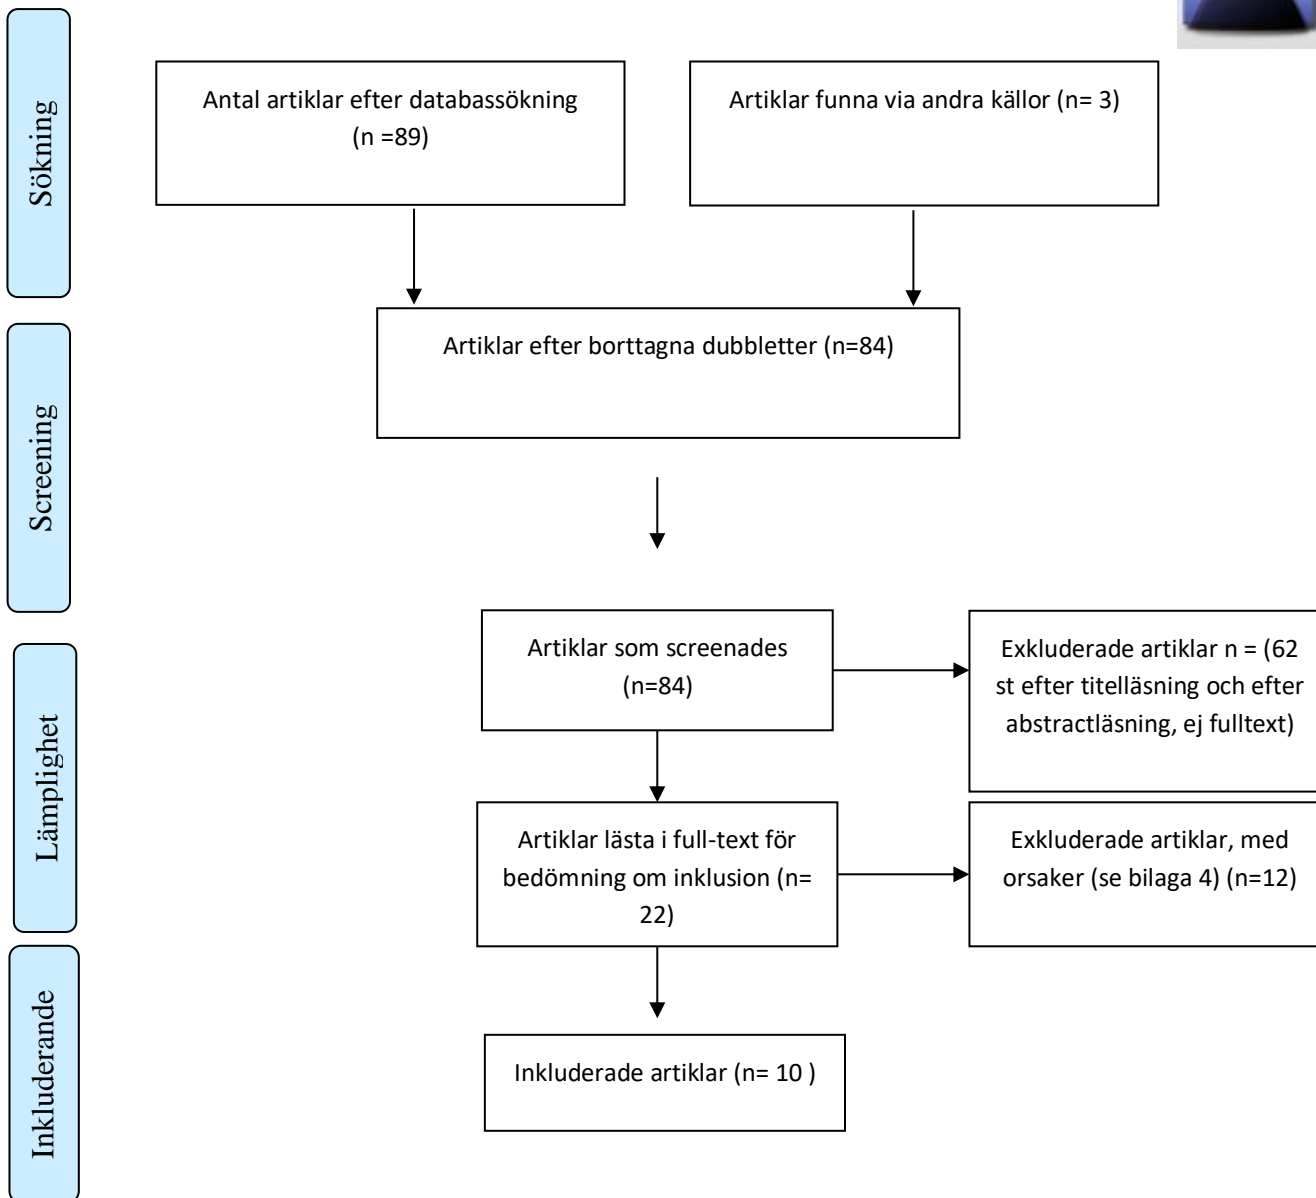 Sökning
Antal artiklar efter databassökning
(n =89)
Artiklar funna via andra källor (n= 3)
Screening
Artiklar efter borttagna dubbletter (n=84)
Artiklar som screenades
(n=84)
Exkluderade artiklar n = (62
st efter titelläsning och efter
abstractläsning, ej fulltext)
Lämplighet
Artiklar lästa i full-text för
bedömning om inklusion (n=
22)
Exkluderade artiklar, med
orsaker (se bilaga 4) (n=12)
Inkluderande
Inkluderade artiklar (n= 10 )